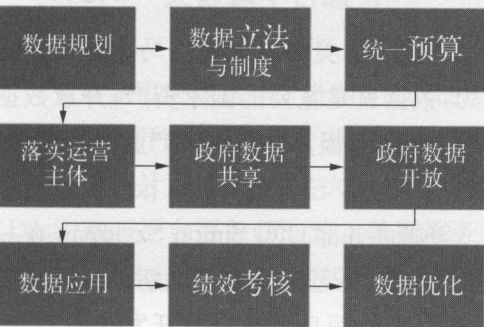 数据规划
数据立法
与制度
统一预算
落实运营
主体
政府数据
共享
政府数据
开放
数据应用
绩效考核
数据优化